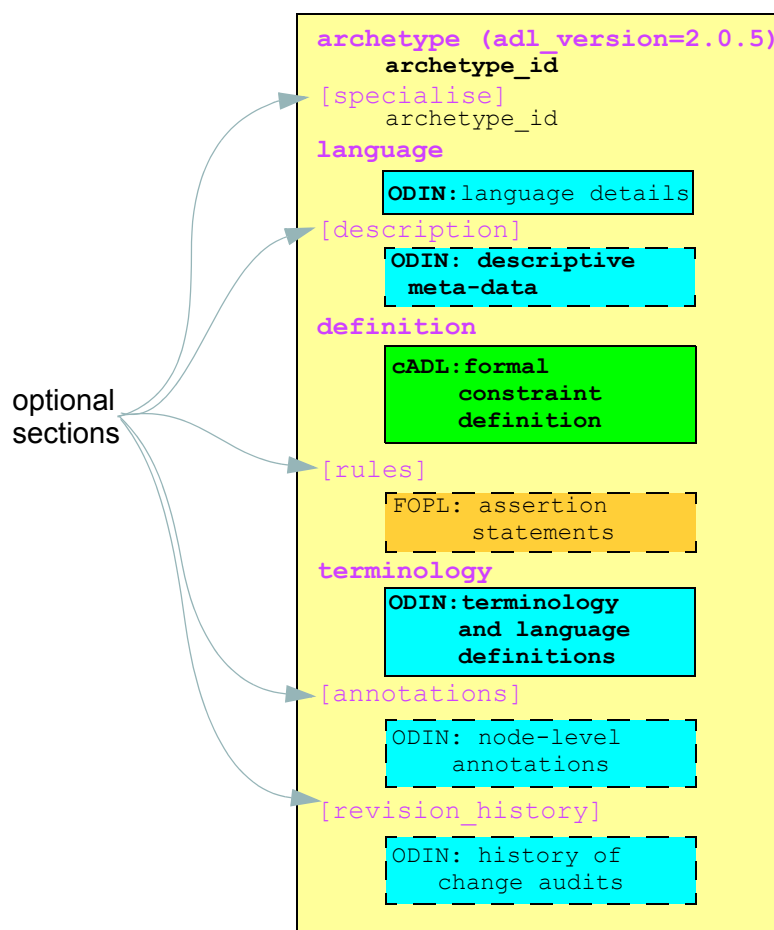 archetype (adl_version=2.0.5)
archetype_id
[specialise]
archetype_id
language
ODIN:language details
[description]
ODIN: descriptive
meta-data
definition
cADL:formal
constraint
definition
optional
sections
[rules]
FOPL: assertion
statements
terminology
ODIN:terminology
and language
definitions
[annotations]
ODIN: node-level
annotations
[revision_history]
ODIN: history of
change audits